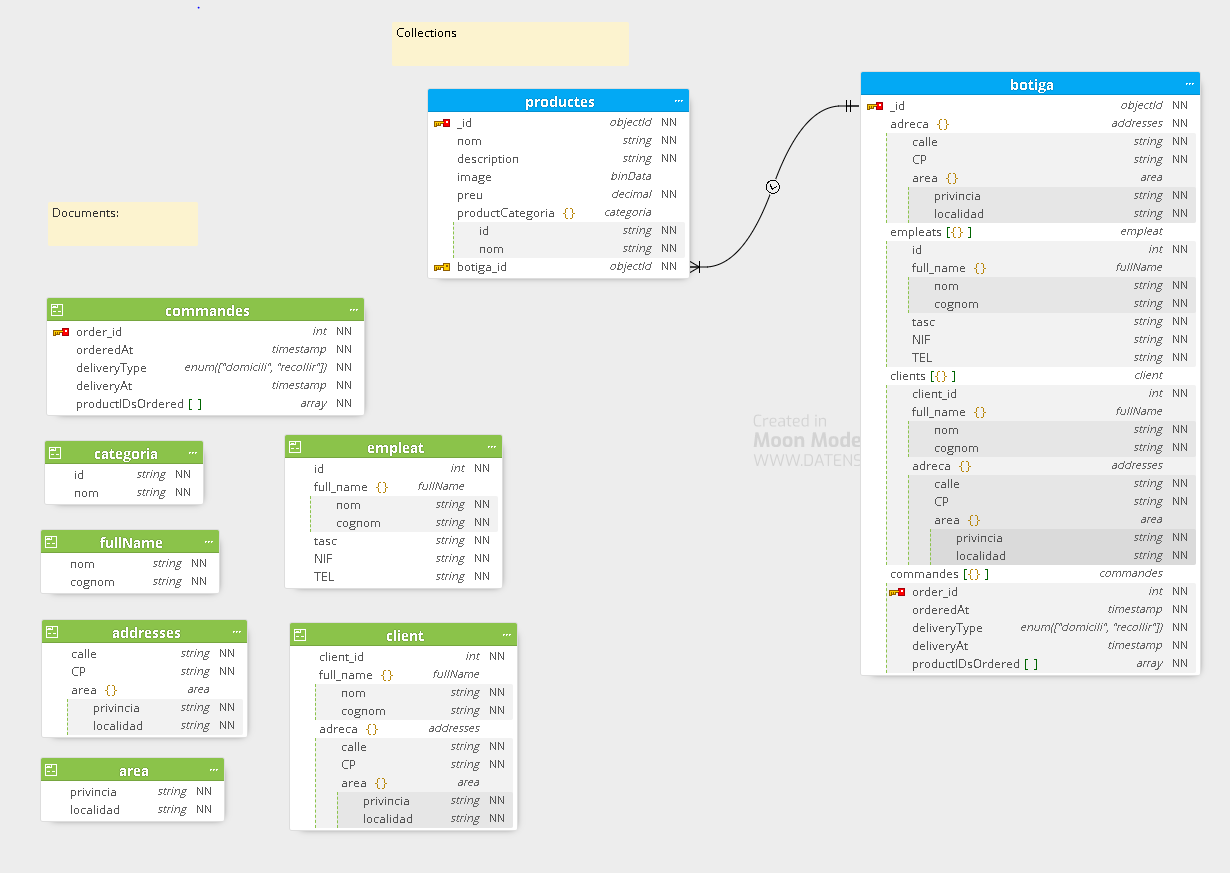 Collections
productes
_id objectId NN
nom string NN
description string NN
image binData
preu decimal NN
productCategoria {} categoria
id string NN
nom string NN
botiga_id objectId NN
botiga
_id objectId NN
adreca {} addresses NN
calle string NN
CP string NN
area {} area
privincia string NN
localidad string NN
empleats [{} ] empleat
id int NN
full_name {} fullName
nom string NN
cognom string NN
tasc string NN
NIF string NN
TEL string NN
clients [{} ] client
client_id int NN
full_name {} fullName
nom string NN
cognom string NN
adreca {} addresses
calle string NN
CP string NN
area {} area
privincia string NN
localidad string NN
commandes [{} ] commandes
order_id int NN
orderedAt timestamp NN
deliveryType enum(["domicili", "recollir"]) NN
deliveryAt timestamp NN
productIDsOrdered [ ] array NN
Documents:
commandes
order_id int NN
orderedAt timestamp NN
deliveryType enum(["domicili", "recollir"]) NN
deliveryAt timestamp NN
productIDsOrdered [ ] array NN
categoria
id string NN
nom string NN
empleat
id int NN
full_name {} fullName
nom string NN
cognom string NN
tasc string NN
NIF string NN
TEL string NN
fullName
nom string NN
cognom string NN
addresses
calle string NN
CP string NN
area {} area
privincia string NN
localidad string NN
client
client_id int NN
full_name {} fullName
nom string NN
cognom string NN
adreca {} addresses
calle string NN
CP string NN
area {} area
privincia string NN
localidad string NN
area
privincia string NN
localidad string NN
Created in
Moon Mode
WWW.DATENS